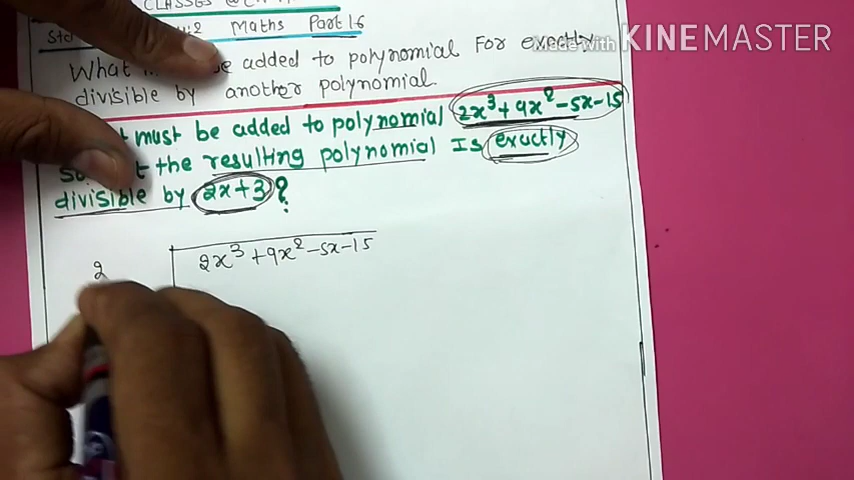 CLASSES
Maths Part 16
Made with KINEMASTER
What be added to polynomial For exactly
divisible by another polynomial.
must be added to polynomial 2x³+9x²-5x-15
the resulting polynomial Is exactly
divisible by 2x+3?
2x³+9x²-5x-15
2